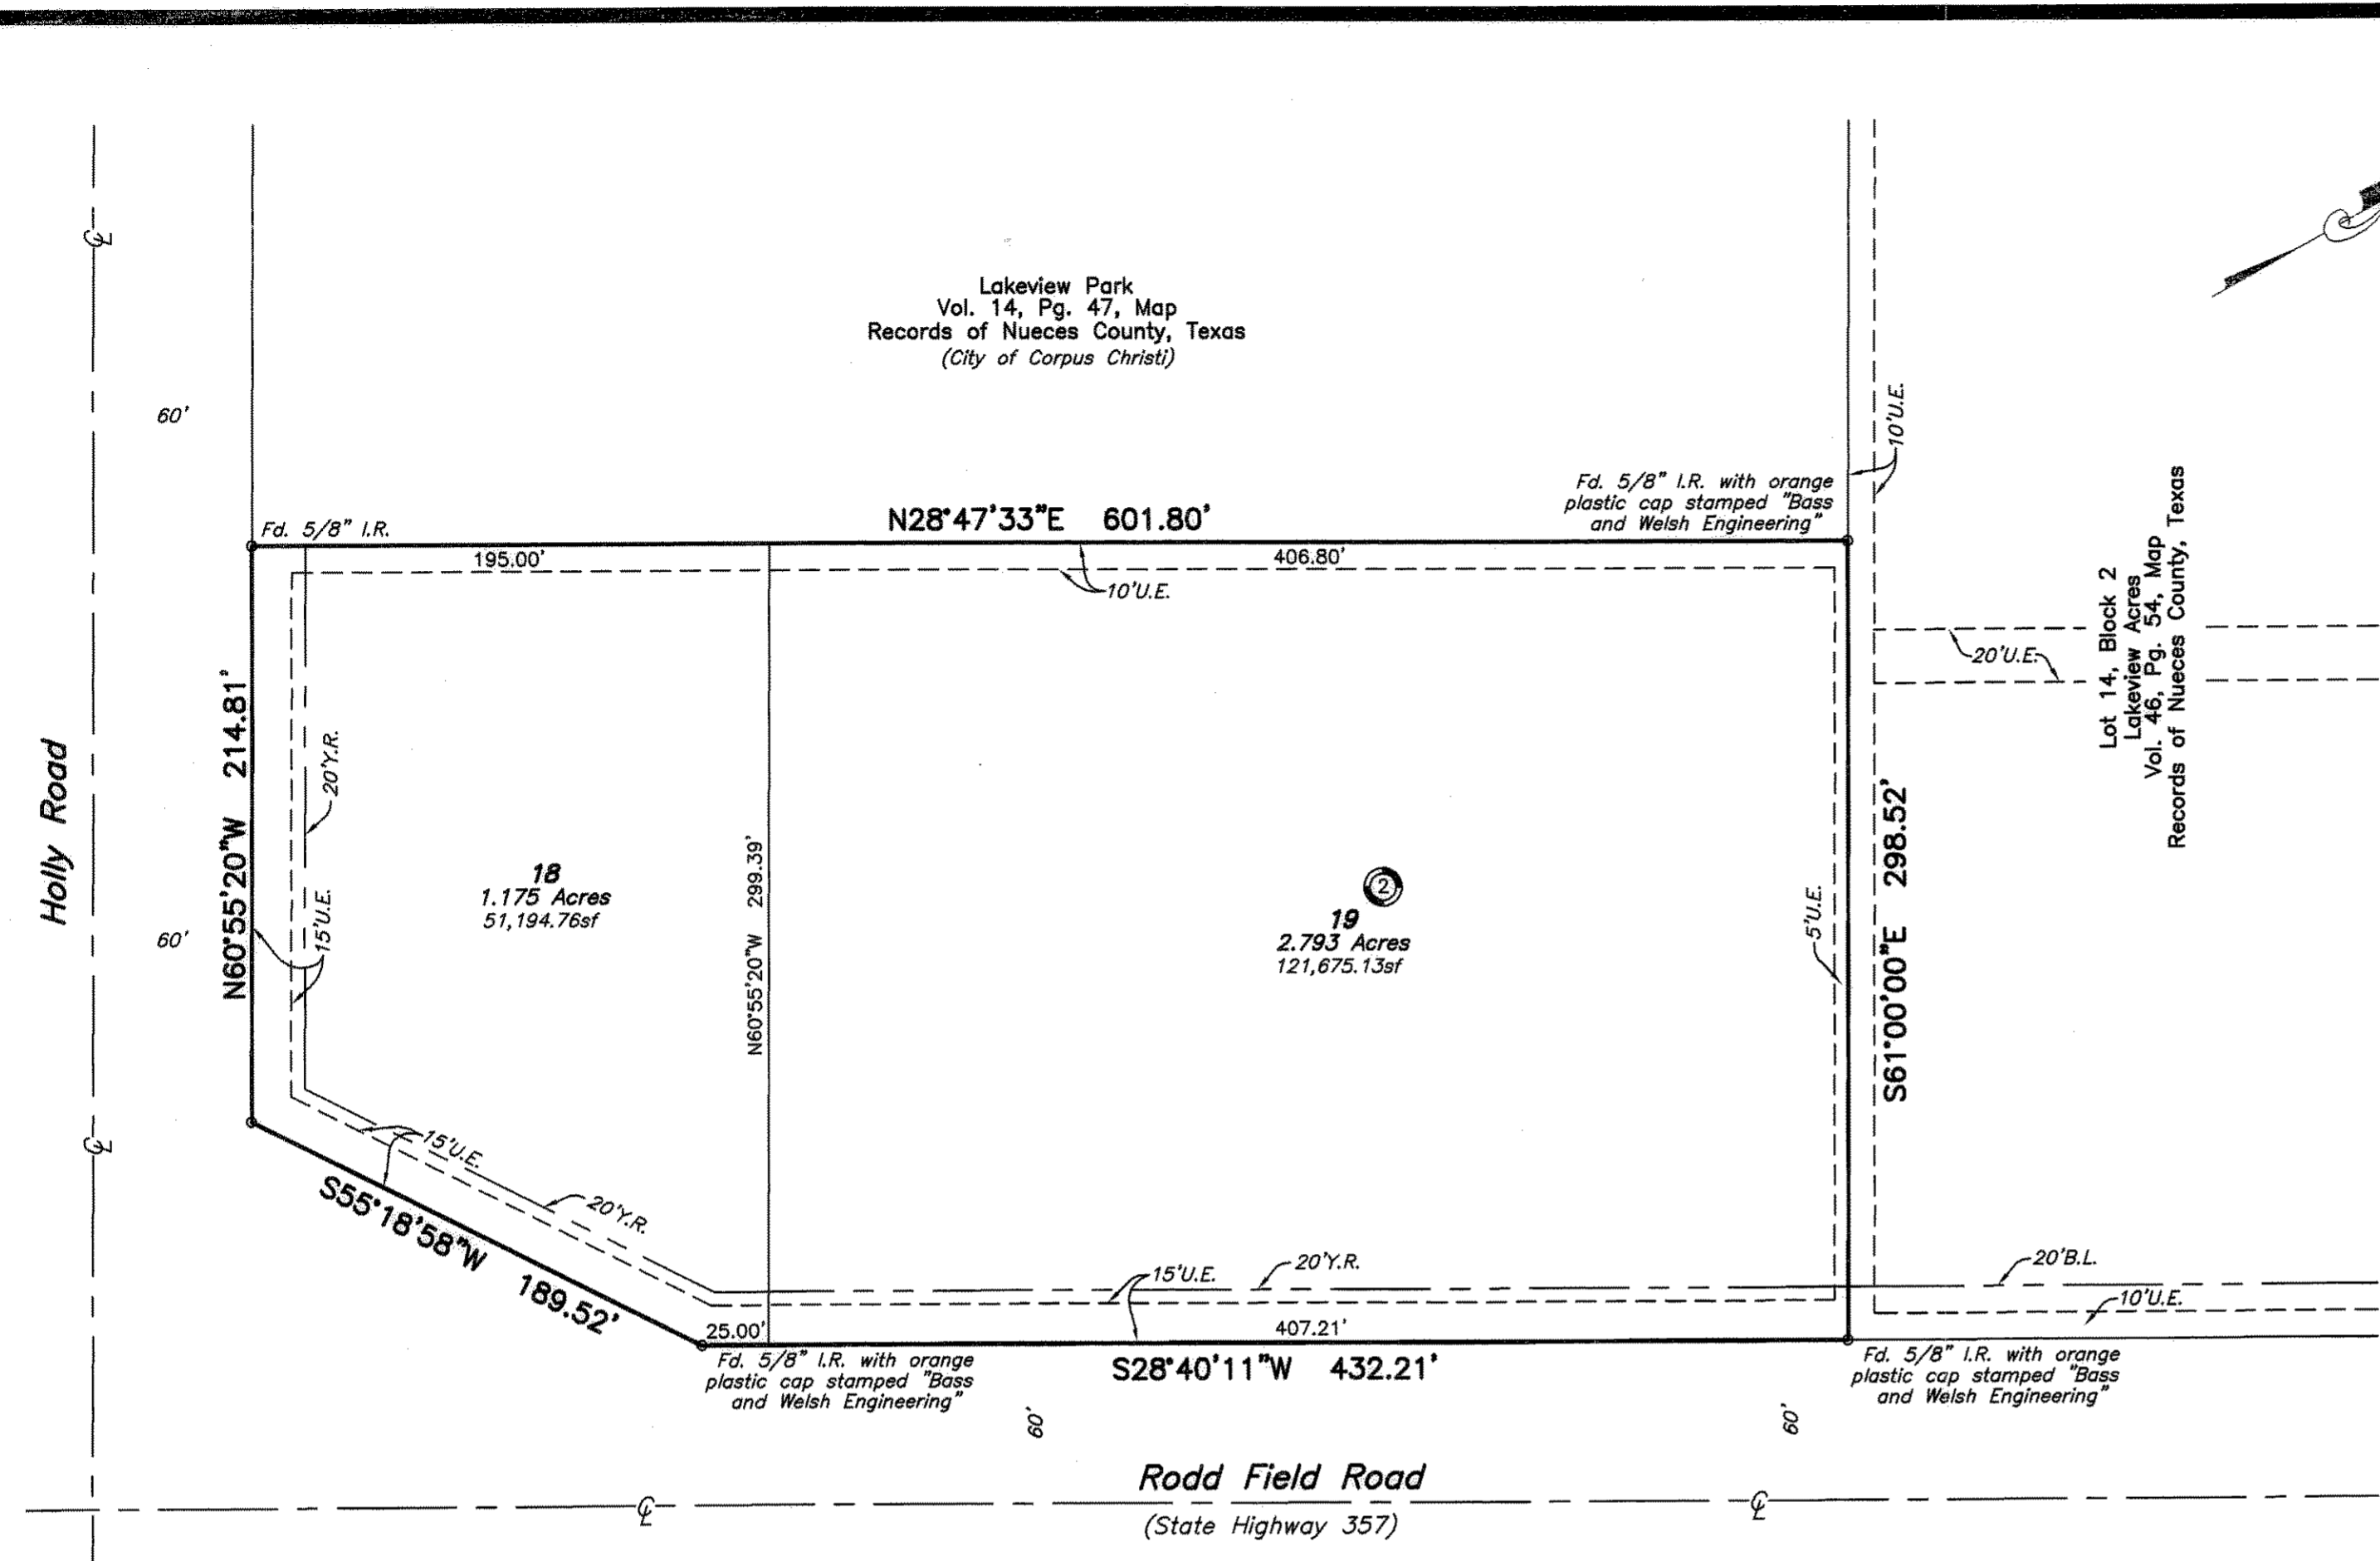 Lakeview Park
Vol. 14, Pg. 47, Map
Records of Nueces County, Texas
(City of Corpus Christi)
60'
10'U.E.
Fd. 5/8" I.R. with orange
plastic cap stamped "Bass
and Welsh Engineering"
Fd. 5/8" I.R.
N28°47'33"E 601.80'
195.00'
406.80'
10'U.E.
Lot 14, Block 2
Lakeview Acres
Vol. 46, Pg. 54, Map
Records of Nueces County, Texas
20'U.E.
Holly Road
N60°55'20"W 214.81'
20'Y.R.
15'U.E.
18
1.175 Acres
51,194.76sf
N60°55'20"W 299.39'
2
19
2.793 Acres
121,675.13sf
5'U.E.
S61°00'00"E 298.52'
60'
15'U.E.
S55°18'58"W 189.52'
20'Y.R.
15'U.E.
20'Y.R.
20'B.L.
10'U.E.
25.00'
407.21'
Fd. 5/8" I.R. with orange
plastic cap stamped "Bass
and Welsh Engineering"
S28°40'11"W 432.21'
Fd. 5/8" I.R. with orange
plastic cap stamped "Bass
and Welsh Engineering"
60'
60'
Rodd Field Road
(State Highway 357)